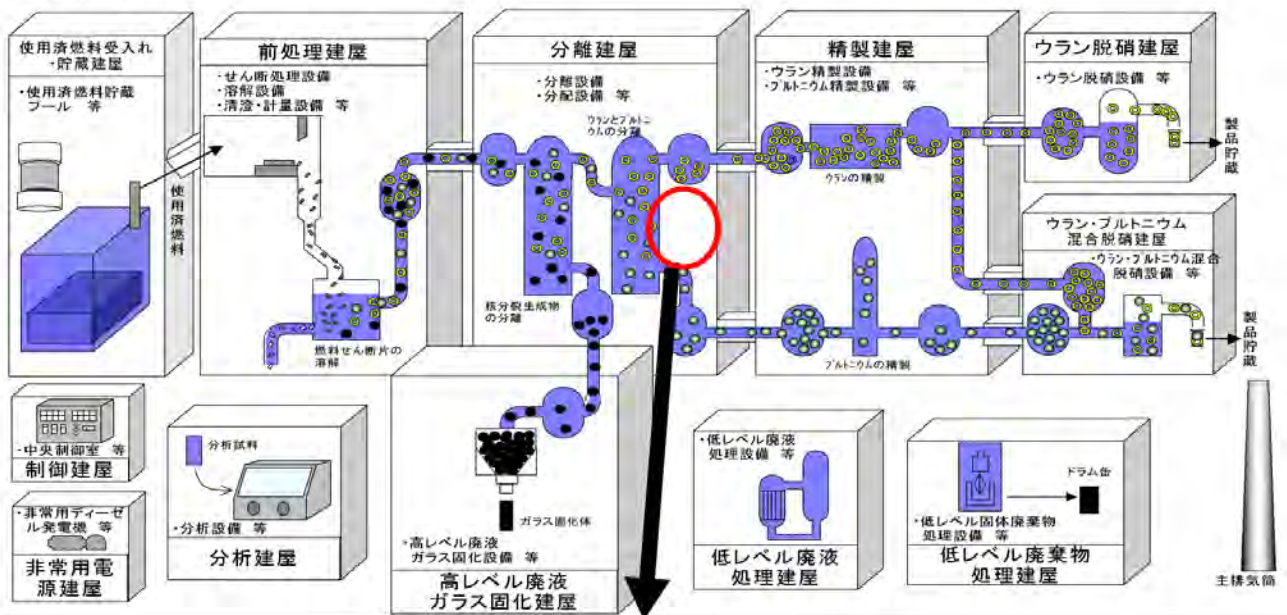 使用済燃料受入れ
・貯蔵建屋
・使用済燃料貯蔵
プール 等
使用済燃料
前処理建屋
・せん断処理設備
・溶解設備
・清澄・計量設備 等
燃料せん断片の
溶解
分離建屋
・分離設備
・分配設備 等
ウランとプルトニ
ウムの分離
核分裂生成物
の分離
精製建屋
・ウラン精製設備
・プルトニウム精製設備 等
ウランの精製
プルトニウムの精製
ウラン脱硝建屋
・ウラン脱硝設備 等
製品貯蔵
ウラン・プルトニウム
混合脱硝建屋
・ウラン・プルトニウム混合
脱硝設備 等
製品貯蔵
・中央制御室 等
制御建屋
・非常用ディーゼ
ル発電機 等
非常用電
源建屋
分析試料
・分析設備 等
分析建屋
ガラス固化体
・高レベル廃液
ガラス固化設備 等
高レベル廃液
ガラス固化建屋
・低レベル廃液
処理設備 等
低レベル廃液
処理建屋
ドラム缶
・低レベル固体廃棄物
処理設備 等
低レベル廃棄物
処理建屋
主排気筒